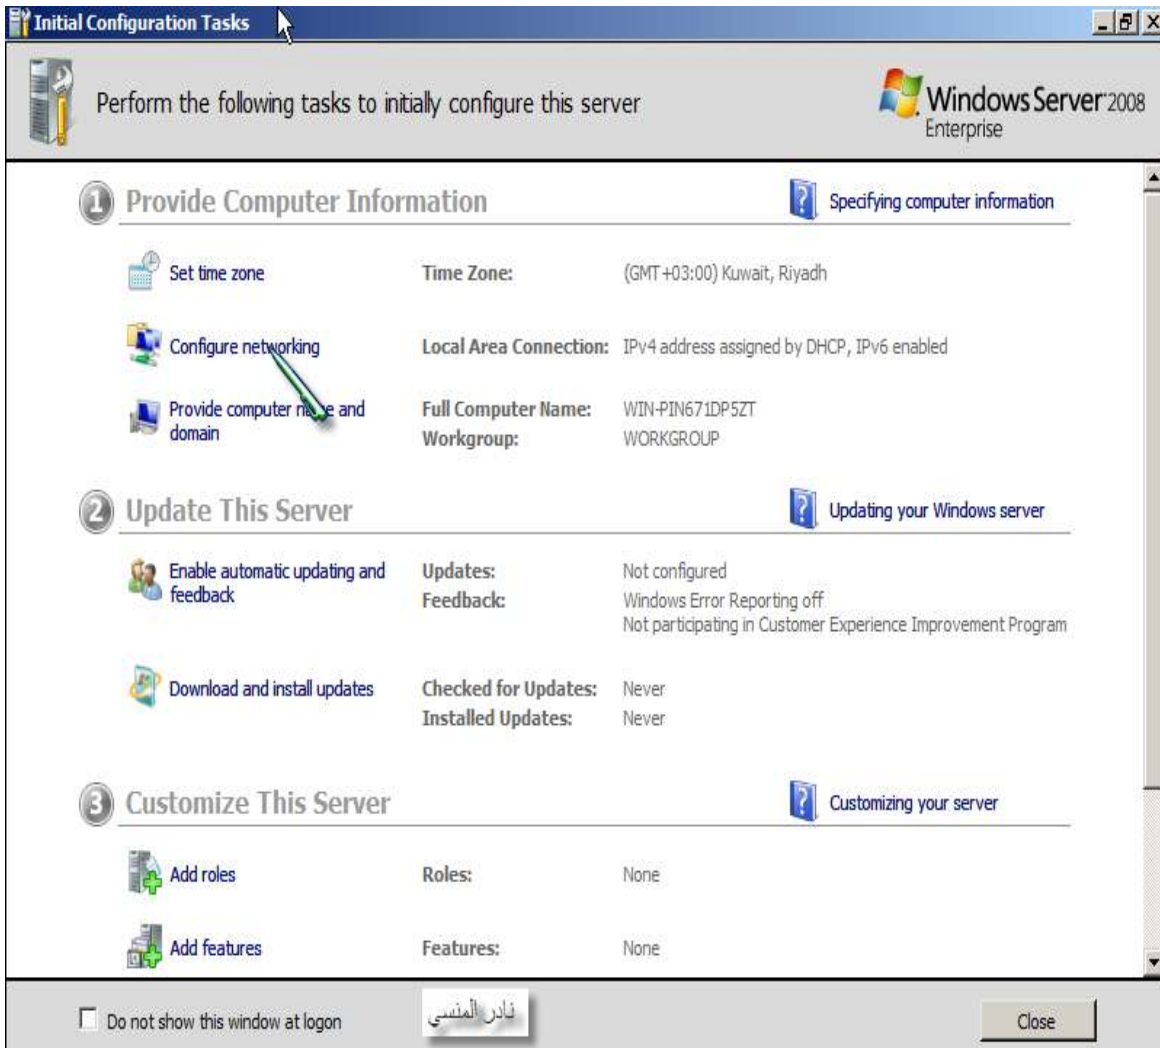 Initial Configuration Tasks
Perform the following tasks to initially configure this server
Windows Server 2008
Enterprise
1 Provide Computer Information
Specifying computer information
Set time zone
Time Zone:
(GMT+03:00) Kuwait, Riyadh
Configure networking
Local Area Connection:
IPv4 address assigned by DHCP, IPv6 enabled
Provide computer name and
domain
Full Computer Name:
WIN-PIN671DP5ZT
Workgroup:
WORKGROUP
2 Update This Server
Updating your Windows server
Enable automatic updating and
feedback
Updates:
Not configured
Feedback:
Windows Error Reporting off
Not participating in Customer Experience Improvement Program
Download and install updates
Checked for Updates:
Never
Installed Updates:
Never
3 Customize This Server
Customizing your server
Add roles
Roles:
None
Add features
Features:
None
Do not show this window at logon
نادر المنسي
Close